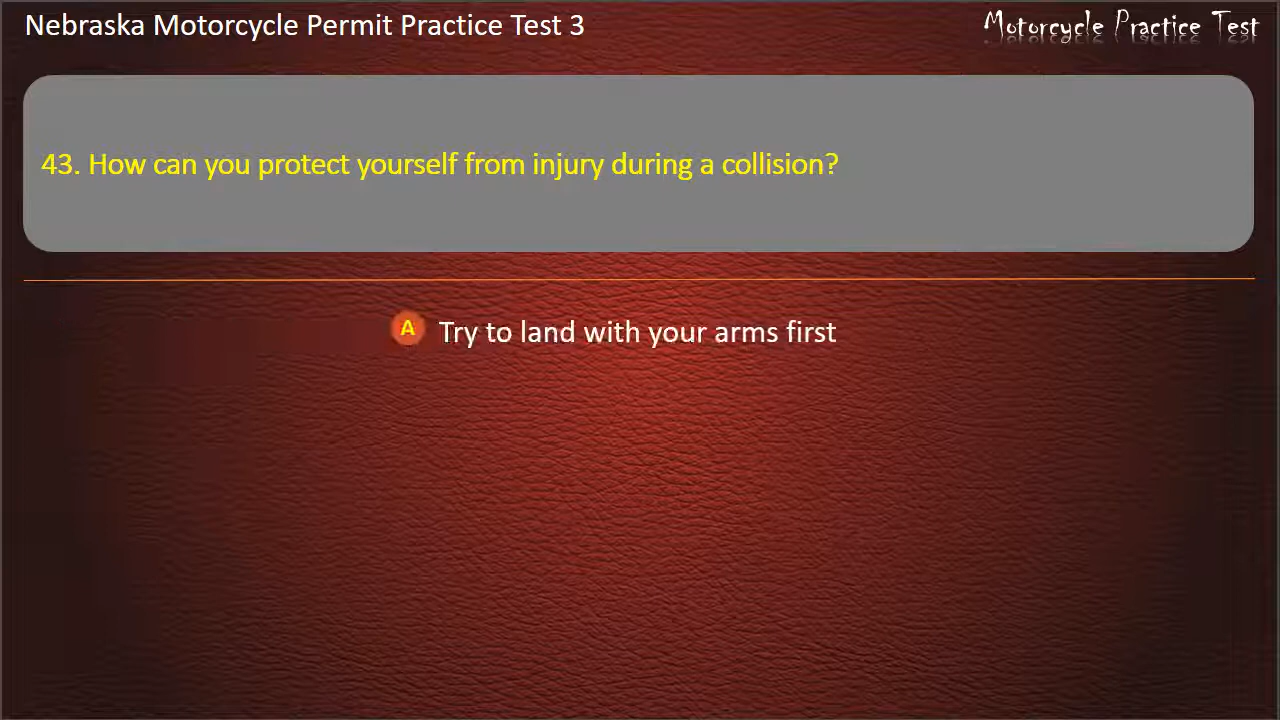 Nebraska Motorcycle Permit Practice Test 3
Motorcycle Practice Test
43. How can you protect yourself from injury during a collision?
A Try to land with your arms first